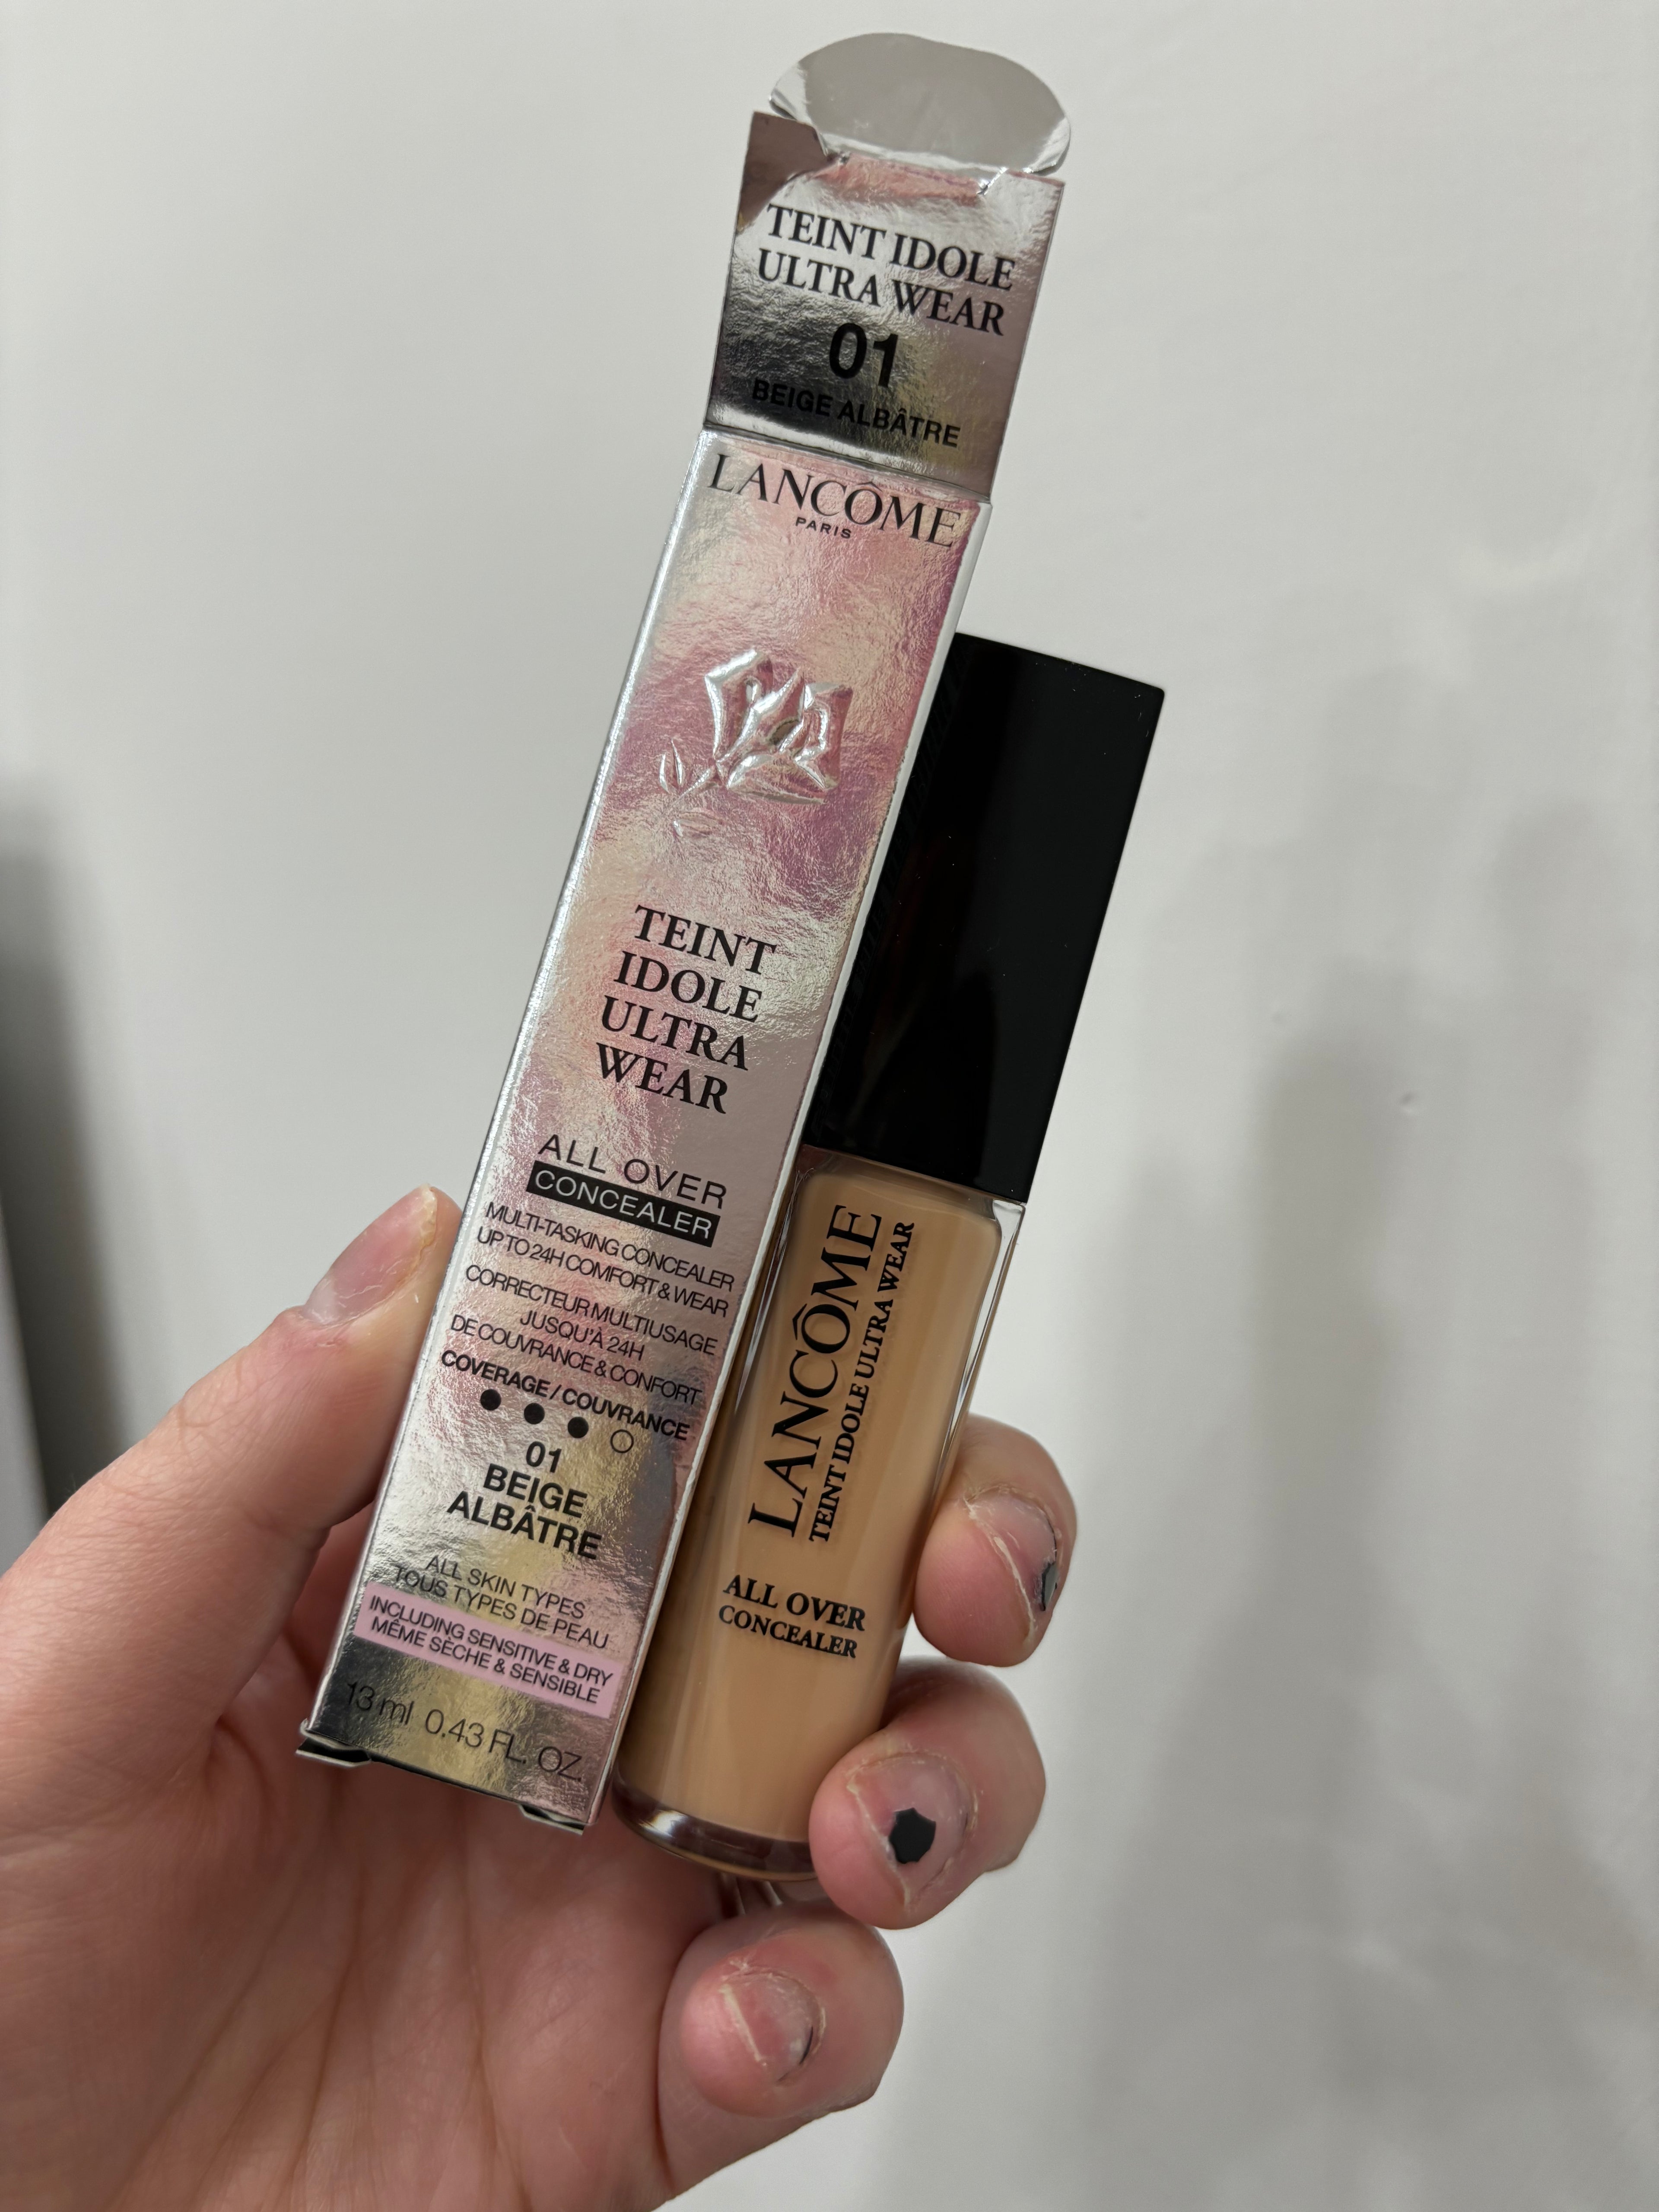 TEINT IDOLE
ULTRA WEAR
01
BEIGE ALBÂTRE
LANCÔME
PARIS
TEINT
IDOLE
ULTRA
WEAR
ALL OVER
CONCEALER
MULTI-TASKING CONCEALER
UP TO 24H COMFORT & WEAR
CORRECTEUR MULTIUSAGE
JUSQU'À 24H
DE COUVRANCE & CONFORT
COVERAGE / COUVRANCE
01
BEIGE
ALBÂTRE
ALL SKIN TYPES
TOUS TYPES DE PEAU
INCLUDING SENSITIVE & DRY
MÊME SÈCHE & SENSIBLE
13 ml 0.43 FL. OZ.
LANCÔME
TEINT IDOLE ULTRA WEAR
ALL OVER
CONCEALER